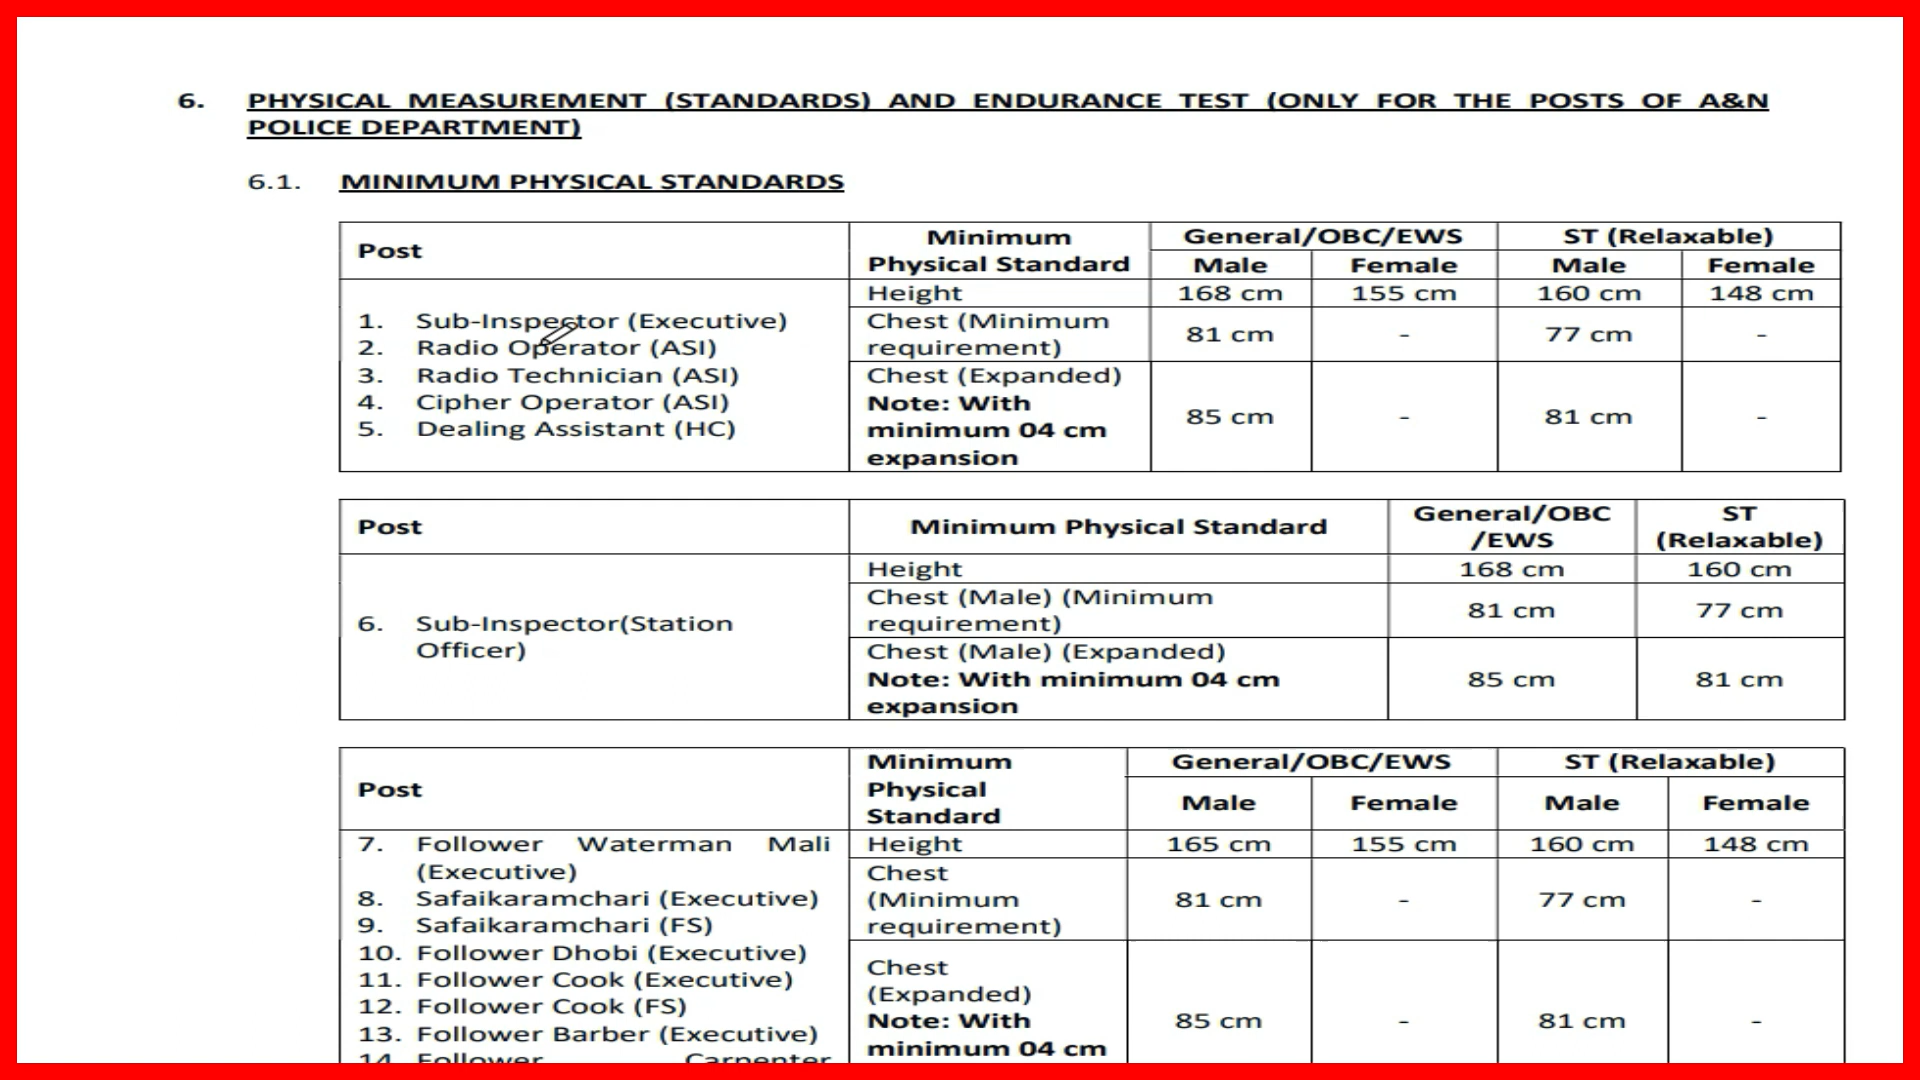 6. PHYSICAL MEASUREMENT (STANDARDS) AND ENDURANCE TEST (ONLY FOR THE POSTS OF A&N
POLICE DEPARTMENT)
6.1. MINIMUM PHYSICAL STANDARDS
Post
Minimum
Physical Standard
General/OBC/EWS
ST (Relaxable)
Male
Female
Male
Female
1. Sub-Inspector (Executive)
2. Radio Operator (ASI)
3. Radio Technician (ASI)
4. Cipher Operator (ASI)
5. Dealing Assistant (HC)
Height
168 cm
155 cm
160 cm
148 cm
Chest (Minimum
requirement)
81 cm
-
77 cm
-
Chest (Expanded)
Note: With
minimum 04 cm
expansion
85 cm
-
81 cm
-
Post
Minimum Physical Standard
General/OBC
/EWS
ST
(Relaxable)
6. Sub-Inspector(Station
Officer)
Height
168 cm
160 cm
Chest (Male) (Minimum
requirement)
81 cm
77 cm
Chest (Male) (Expanded)
Note: With minimum 04 cm
expansion
85 cm
81 cm
Post
Minimum
Physical
Standard
General/OBC/EWS
ST (Relaxable)
Male
Female
Male
Female
7. Follower Waterman Mali
(Executive)
8. Safaikaramchari (Executive)
9. Safaikaramchari (FS)
10. Follower Dhobi (Executive)
11. Follower Cook (Executive)
12. Follower Cook (FS)
13. Follower Barber (Executive)
14. Follower Carpenter
Height
165 cm
155 cm
160 cm
148 cm
Chest
(Minimum
requirement)
81 cm
-
77 cm
-
Chest
(Expanded)
Note: With
minimum 04 cm
85 cm
-
81 cm
-